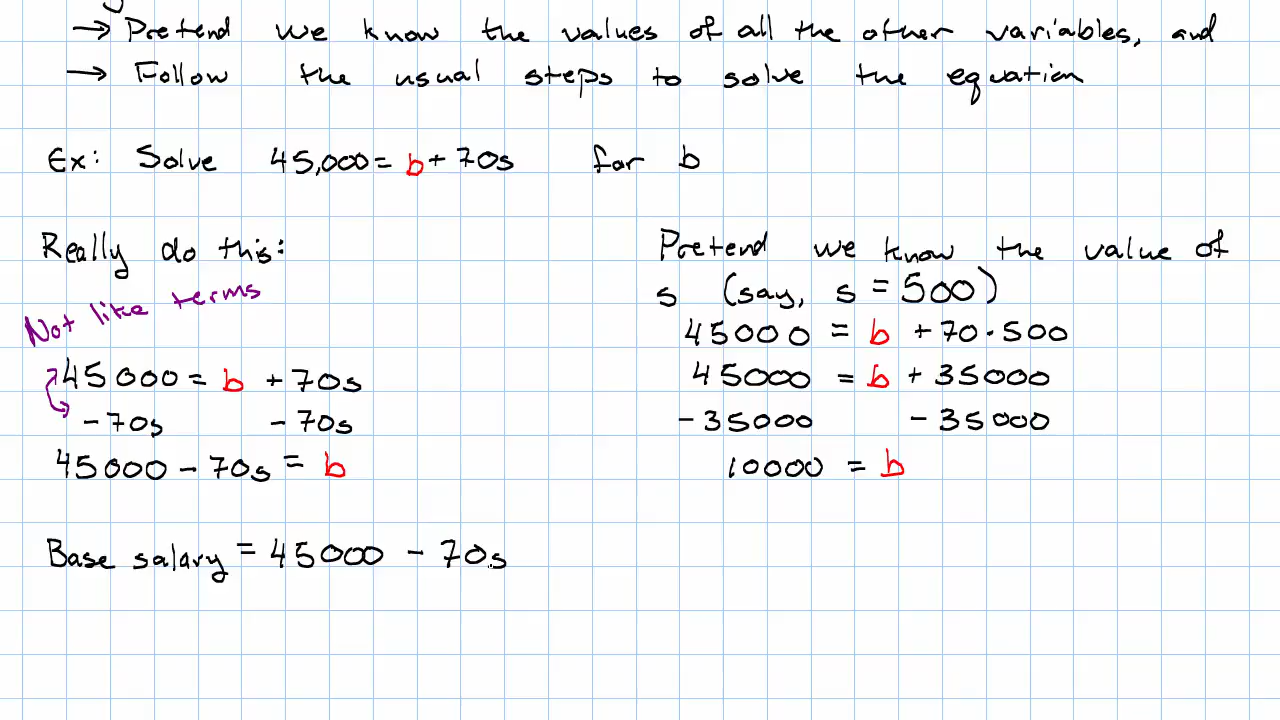 → Pretend we know the values of all the other variables, and
→ Follow the usual steps to solve the equation
Ex: Solve 45,000 = b + 70s for b
Really do this:
Not like terms
45000 = b + 70s
- 70s - 70s
45000 - 70s = b
Base salary = 45000 - 70s
Pretend we know the value of
s (say, s = 500)
45000 = b + 70·500
45000 = b + 35000
- 35000 - 35000
10000 = b